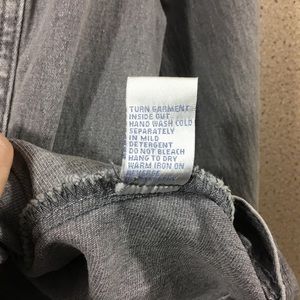 TURN GARMENT
INSIDE OUT
HAND WASH COLD
SEPARATELY
IN MILD
DETERGENT
DO NOT BLEACH
HANG TO DRY
WARM IRON ON
REVERSE